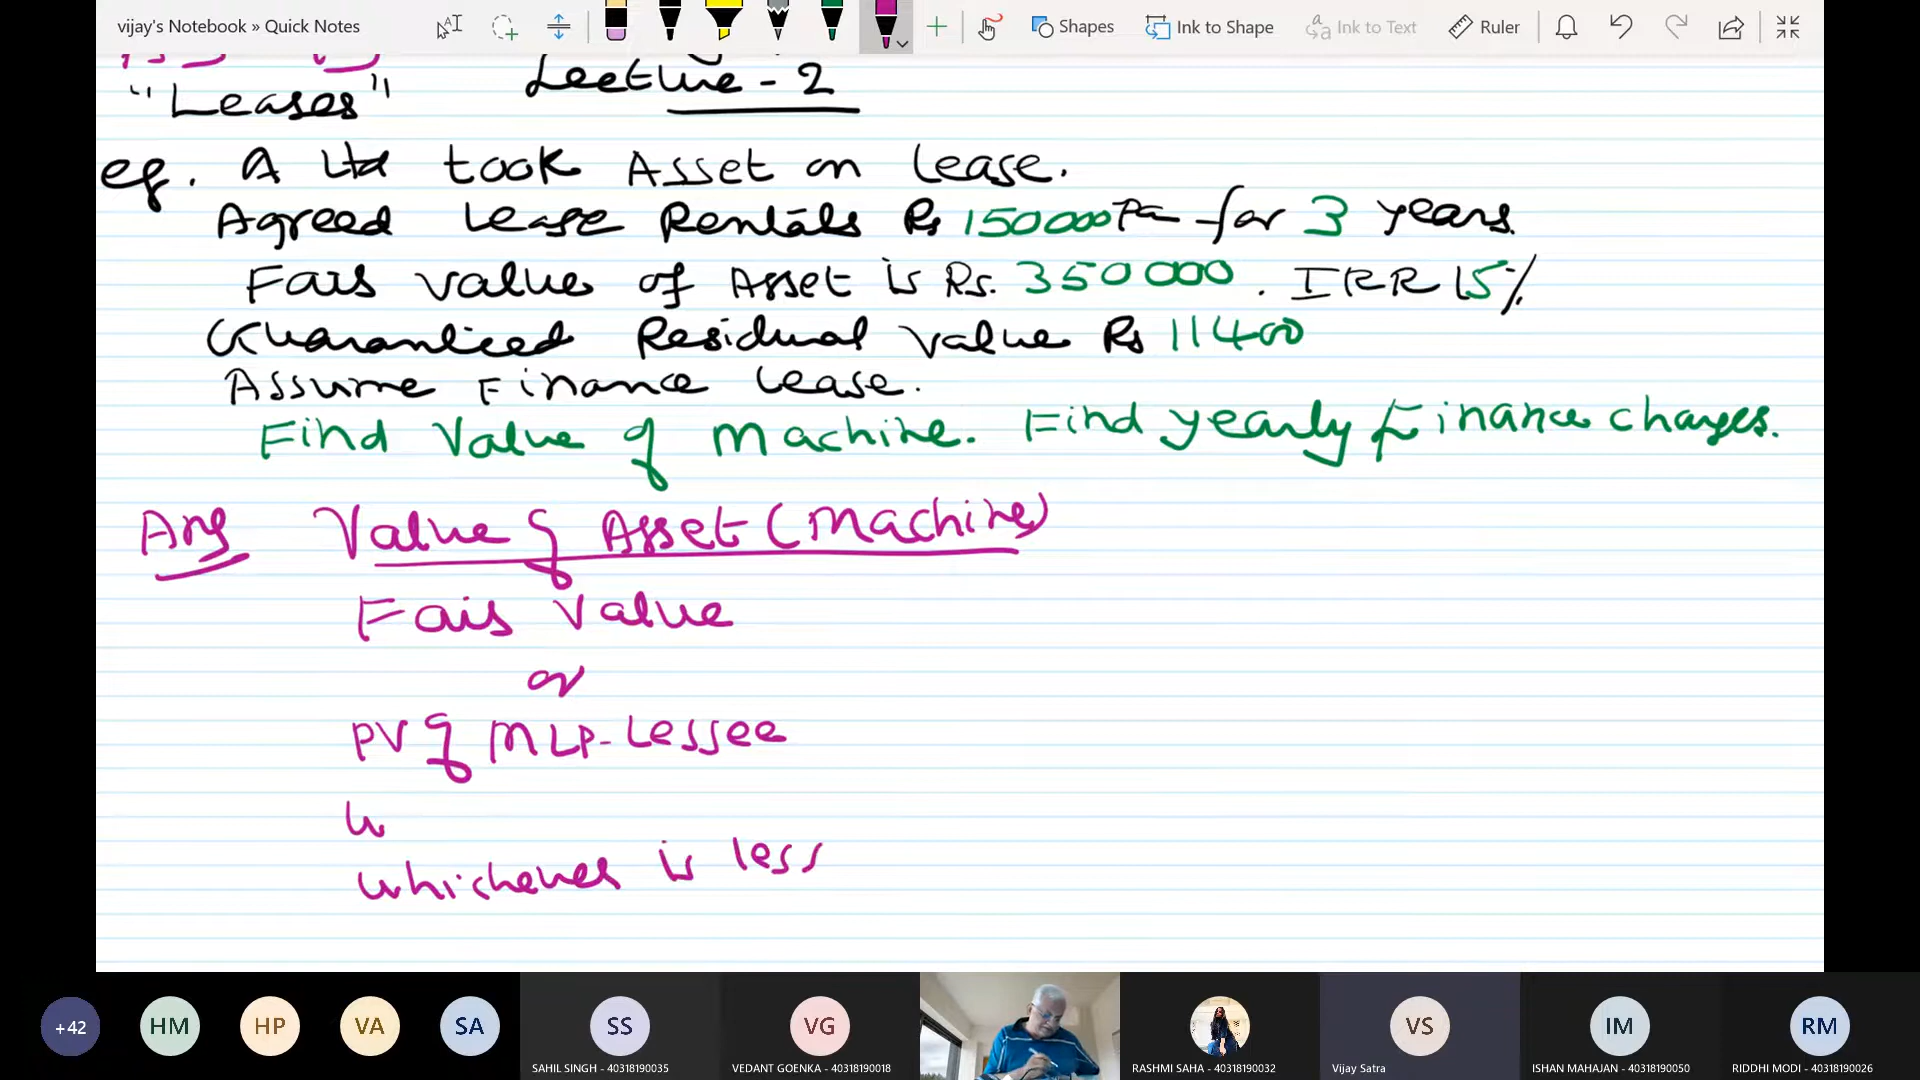 vijay's Notebook » Quick Notes
Shapes
Ink to Shape
Ink to Text
Ruler
"Leases" Lecture - 2
eg. A Ltd took Asset on lease.
Agreed Lease Rentals Rs 150000 Pa for 3 years.
Fair value of Asset is Rs. 350000. IRR 15%
Guaranteed Residual value Rs 11400
Assume Finance lease.
Find Value of machine. Find yearly Finance charges.
Ans Value of Asset (Machine)
Fair Value
or
PV of MLP-Lessee
whichever is less
+42
HM
HP
VA
SA
SS
SAHIL SINGH - 40318190035
VG
VEDANT GOENKA - 40318190018
RASHMI SAHA - 40318190032
VS
Vijay Satra
IM
ISHAN MAHAJAN - 40318190050
RM
RIDDHI MODI - 40318190026